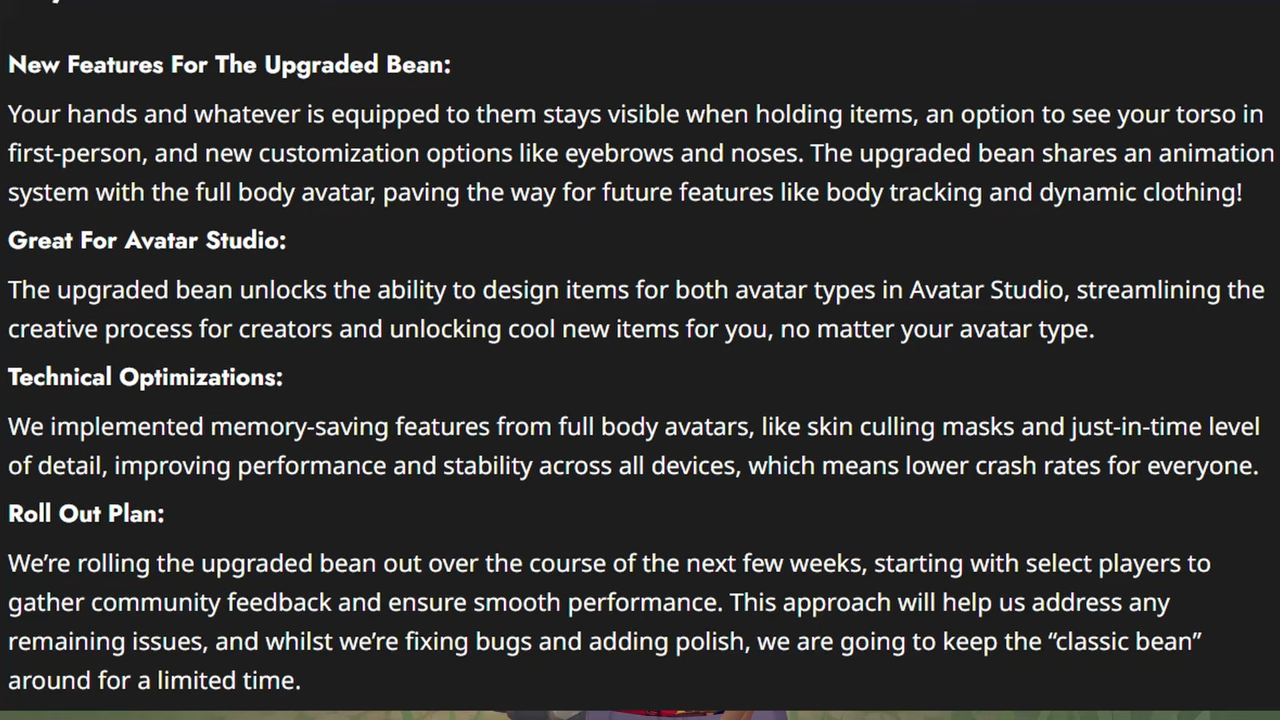 New Features For The Upgraded Bean:
Your hands and whatever is equipped to them stays visible when holding items, an option to see your torso in
first-person, and new customization options like eyebrows and noses. The upgraded bean shares an animation
system with the full body avatar, paving the way for future features like body tracking and dynamic clothing!
Great For Avatar Studio:
The upgraded bean unlocks the ability to design items for both avatar types in Avatar Studio, streamlining the
creative process for creators and unlocking cool new items for you, no matter your avatar type.
Technical Optimizations:
We implemented memory-saving features from full body avatars, like skin culling masks and just-in-time level
of detail, improving performance and stability across all devices, which means lower crash rates for everyone.
Roll Out Plan:
We’re rolling the upgraded bean out over the course of the next few weeks, starting with select players to
gather community feedback and ensure smooth performance. This approach will help us address any
remaining issues, and whilst we’re fixing bugs and adding polish, we are going to keep the “classic bean”
around for a limited time.